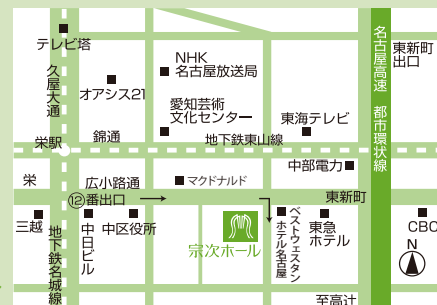 テレビ塔
久屋大通
オアシス21
NHK
名古屋放送局
愛知芸術
文化センター
名古屋高速 都市環状線
東新町
出口
東海テレビ
栄駅
錦通
地下鉄東山線
中部電力
栄
広小路通
マクドナルド
東新町
⑫番出口
三越
中日ビル
中区役所
宗次ホール
ベストウェスタン
ホテル名古屋
東急
ホテル
CBC
地下鉄名城線
N
至高辻